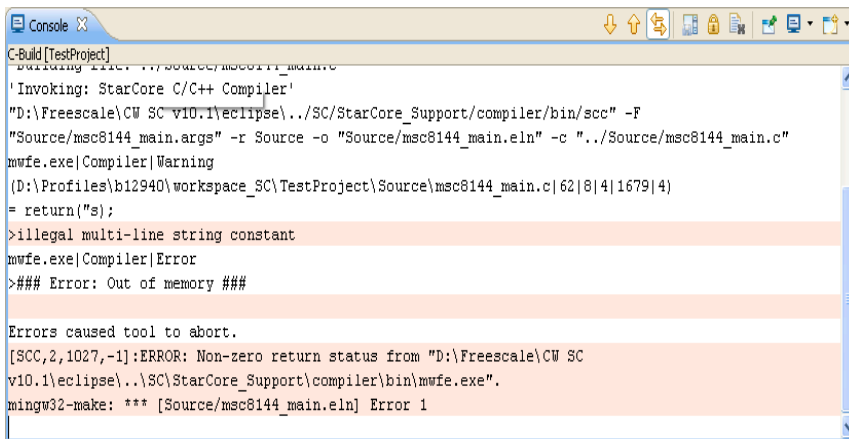 Console
C-Build [TestProject]
'Building file: ../Source/msc8144_main.c'
'Invoking: StarCore C/C++ Compiler'
"D:\Freescale\CW SC v10.1\eclipse\../SC/StarCore_Support/compiler/bin/scc" -F
"Source/msc8144_main.args" -r Source -o "Source/msc8144_main.eln" -c "../Source/msc8144_main.c"
mwfe.exe|Compiler|Warning
(D:\Profiles\b12940\workspace_SC\TestProject\Source\msc8144_main.c|62|8|4|1679|4)
= return("s);
>illegal multi-line string constant
mwfe.exe|Compiler|Error
>### Error: Out of memory ###
Errors caused tool to abort.
[SCC,2,1027,-1]:ERROR: Non-zero return status from "D:\Freescale\CW SC
v10.1\eclipse\..\SC\StarCore_Support\compiler\bin\mwfe.exe".
mingw32-make: *** [Source/msc8144_main.eln] Error 1